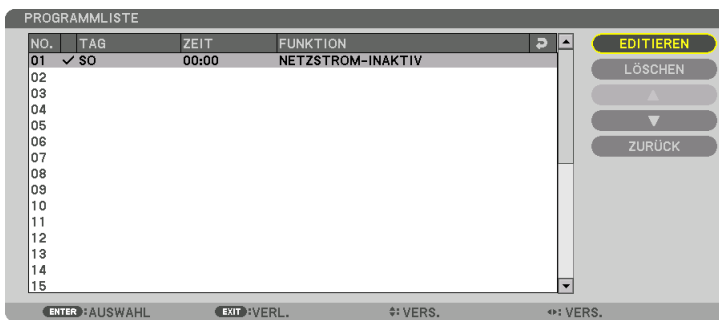 PROGRAMMLISTE
NO. TAG ZEIT FUNKTION
01 ✓ SO 00:00 NETZSTROM-INAKTIV
02
03
04
05
06
07
08
09
10
11
12
13
14
15
EDITIEREN
LÖSCHEN
ZURÜCK
ENTER:AUSWAHL EXIT:VERL. :VERS. :VERS.